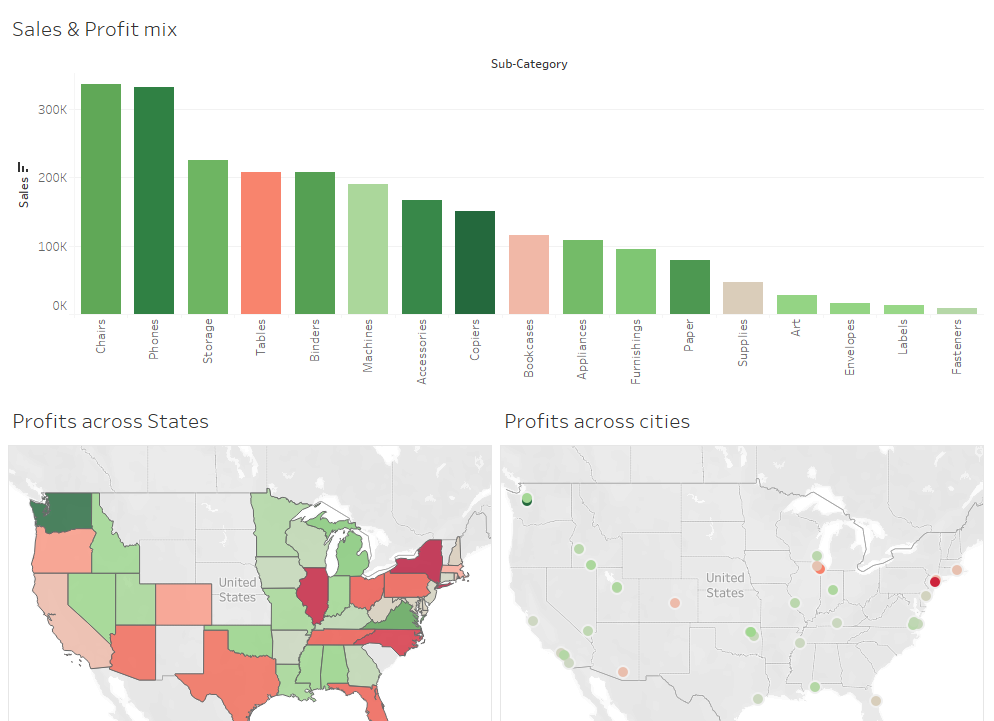 Sales & Profit mix
Sub-Category
300K
200K
100K
0K
Sales
Chairs
Phones
Storage
Tables
Binders
Machines
Accessories
Copiers
Bookcases
Appliances
Furnishings
Paper
Supplies
Art
Envelopes
Labels
Fasteners
Profits across States
Profits across cities
United
States
United
States